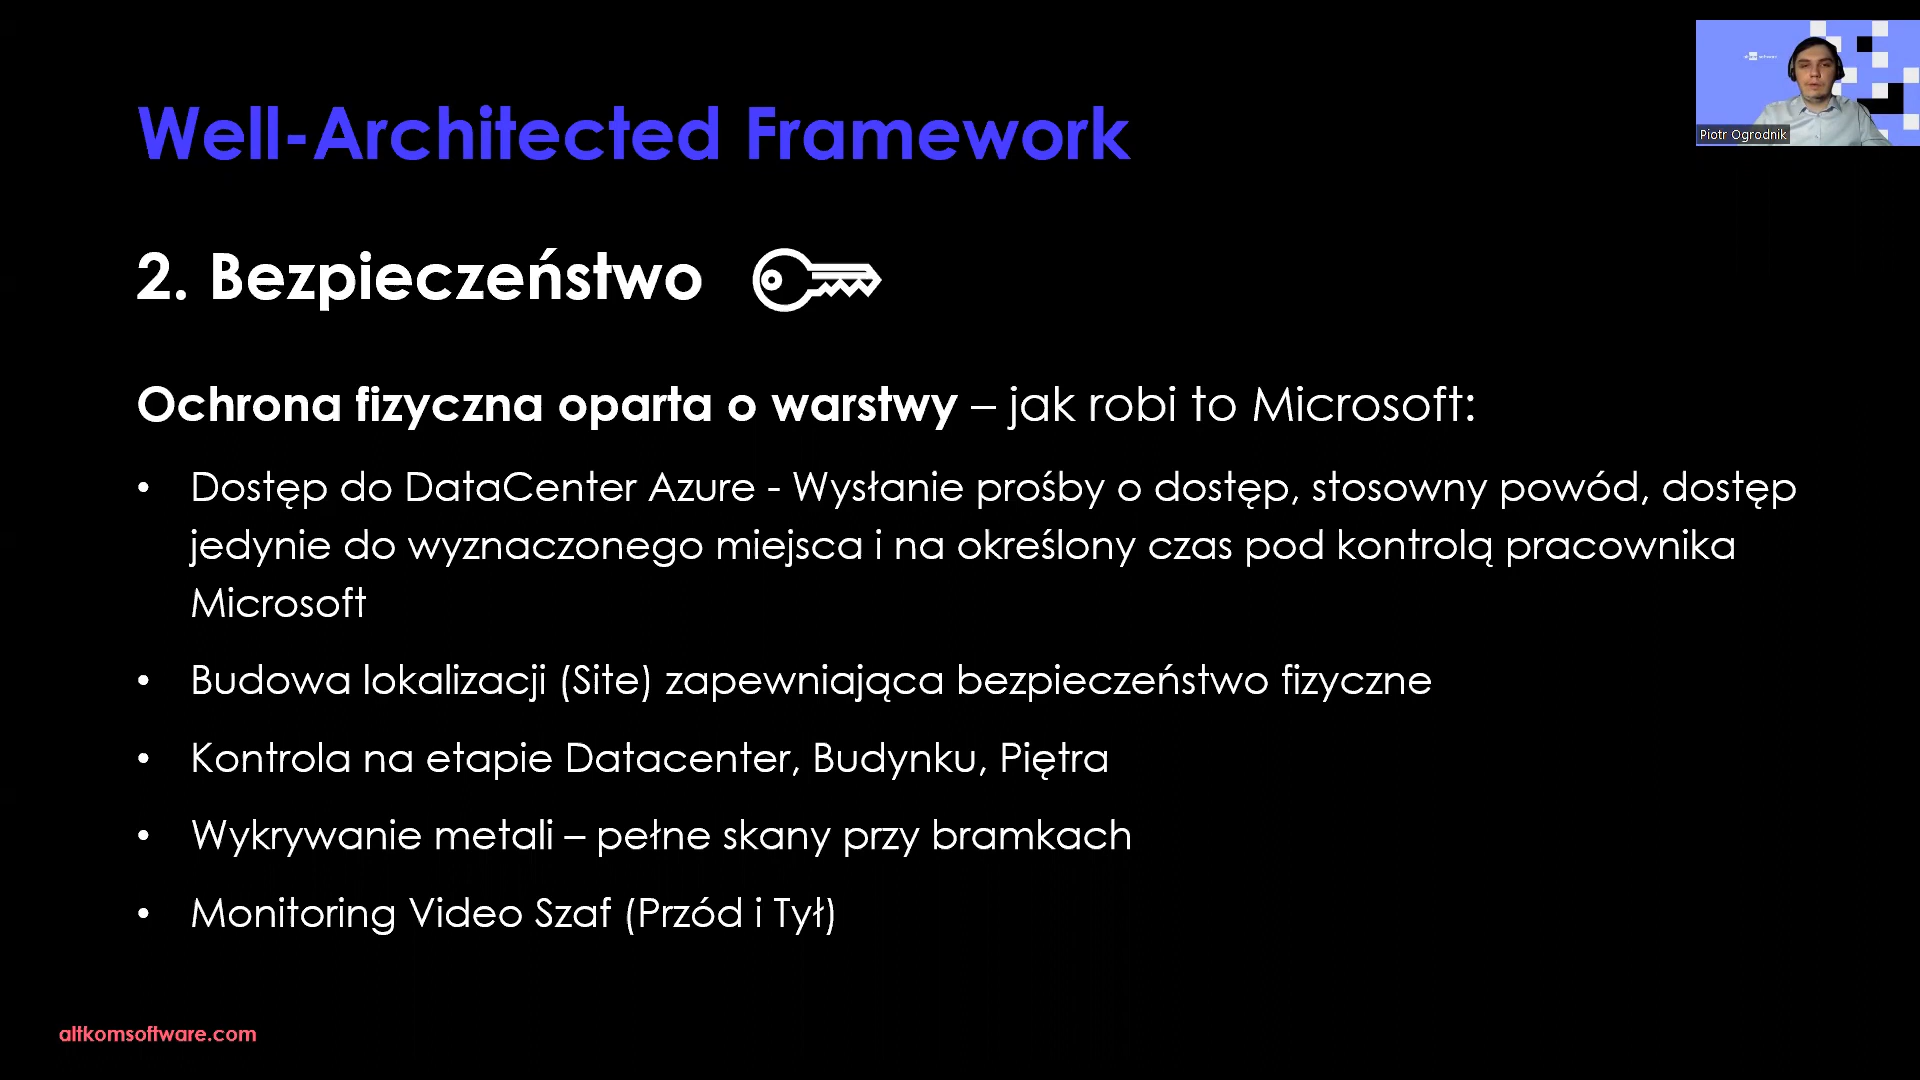 Well-Architected Framework
Piotr Ogrodnik
2. Bezpieczeństwo
Ochrona fizyczna oparta o warstwy – jak robi to Microsoft:
• Dostęp do DataCenter Azure - Wysłanie prośby o dostęp, stosowny powód, dostęp
jedynie do wyznaczonego miejsca i na określony czas pod kontrolą pracownika
Microsoft
• Budowa lokalizacji (Site) zapewniająca bezpieczeństwo fizyczne
• Kontrola na etapie Datacenter, Budynku, Piętra
• Wykrywanie metali – pełne skany przy bramkach
• Monitoring Video Szaf (Przód i Tył)
altkomsoftware.com